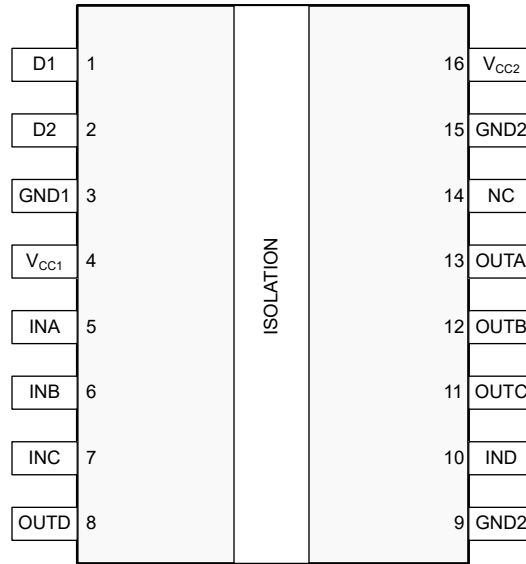 D1 1 16 VCC2
D2 2 15 GND2
GND1 3 14 NC
VCC1 4 13 OUTA
ISOLATION
INA 5 12 OUTB
INB 6 11 OUTC
INC 7 10 IND
OUTD 8 9 GND2